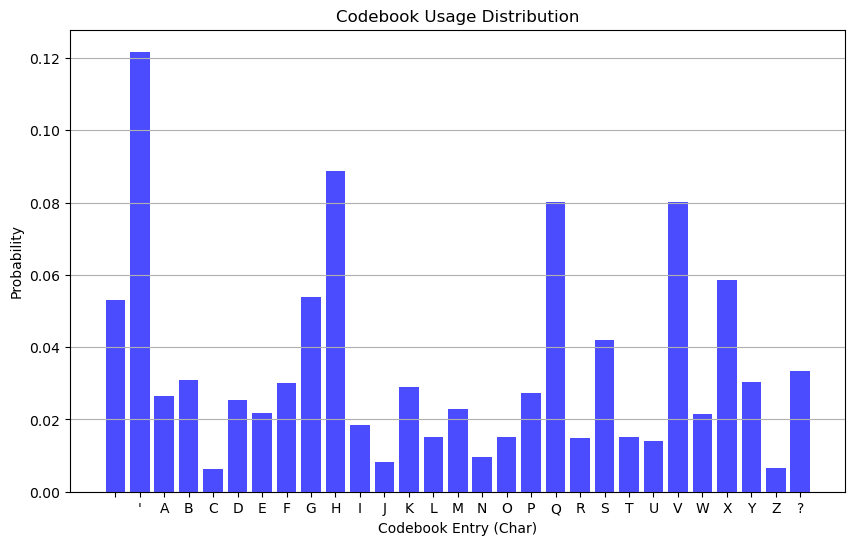 Codebook Usage Distribution
Probability
0.12
0.10
0.08
0.06
0.04
0.02
0.00
' A B C D E F G H I J K L M N O P Q R S T U V W X Y Z ?
Codebook Entry (Char)